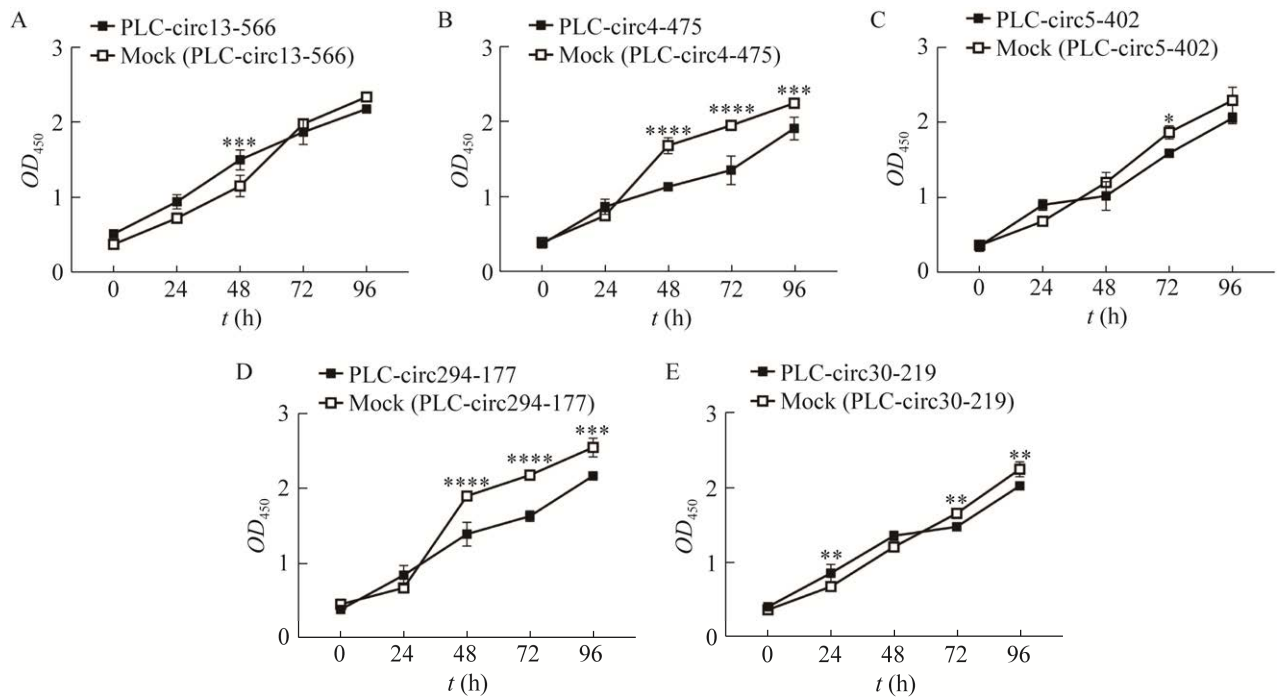 A
PLC-circ13-566
Mock (PLC-circ13-566)
3
2
1
0
OD450
***
0 24 48 72 96
t (h)
B
PLC-circ4-475
Mock (PLC-circ4-475)
3
2
1
0
OD450
**** **** ***
0 24 48 72 96
t (h)
C
PLC-circ5-402
Mock (PLC-circ5-402)
3
2
1
0
OD450
*
0 24 48 72 96
t (h)
D
PLC-circ294-177
Mock (PLC-circ294-177)
3
2
1
0
OD450
**** **** ***
0 24 48 72 96
t (h)
E
PLC-circ30-219
Mock (PLC-circ30-219)
3
2
1
0
OD450
** ** **
0 24 48 72 96
t (h)